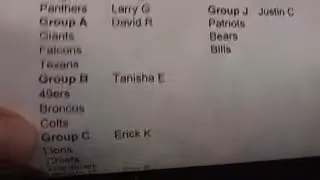 Panthers Larry G
Group A David R
Giants
Falcons
Texans
Group B Tanisha E
49ers
Broncos
Colts
Group C Erick K
Lions
Chiefs
Group J Justin C
Patriots
Bears
Bills